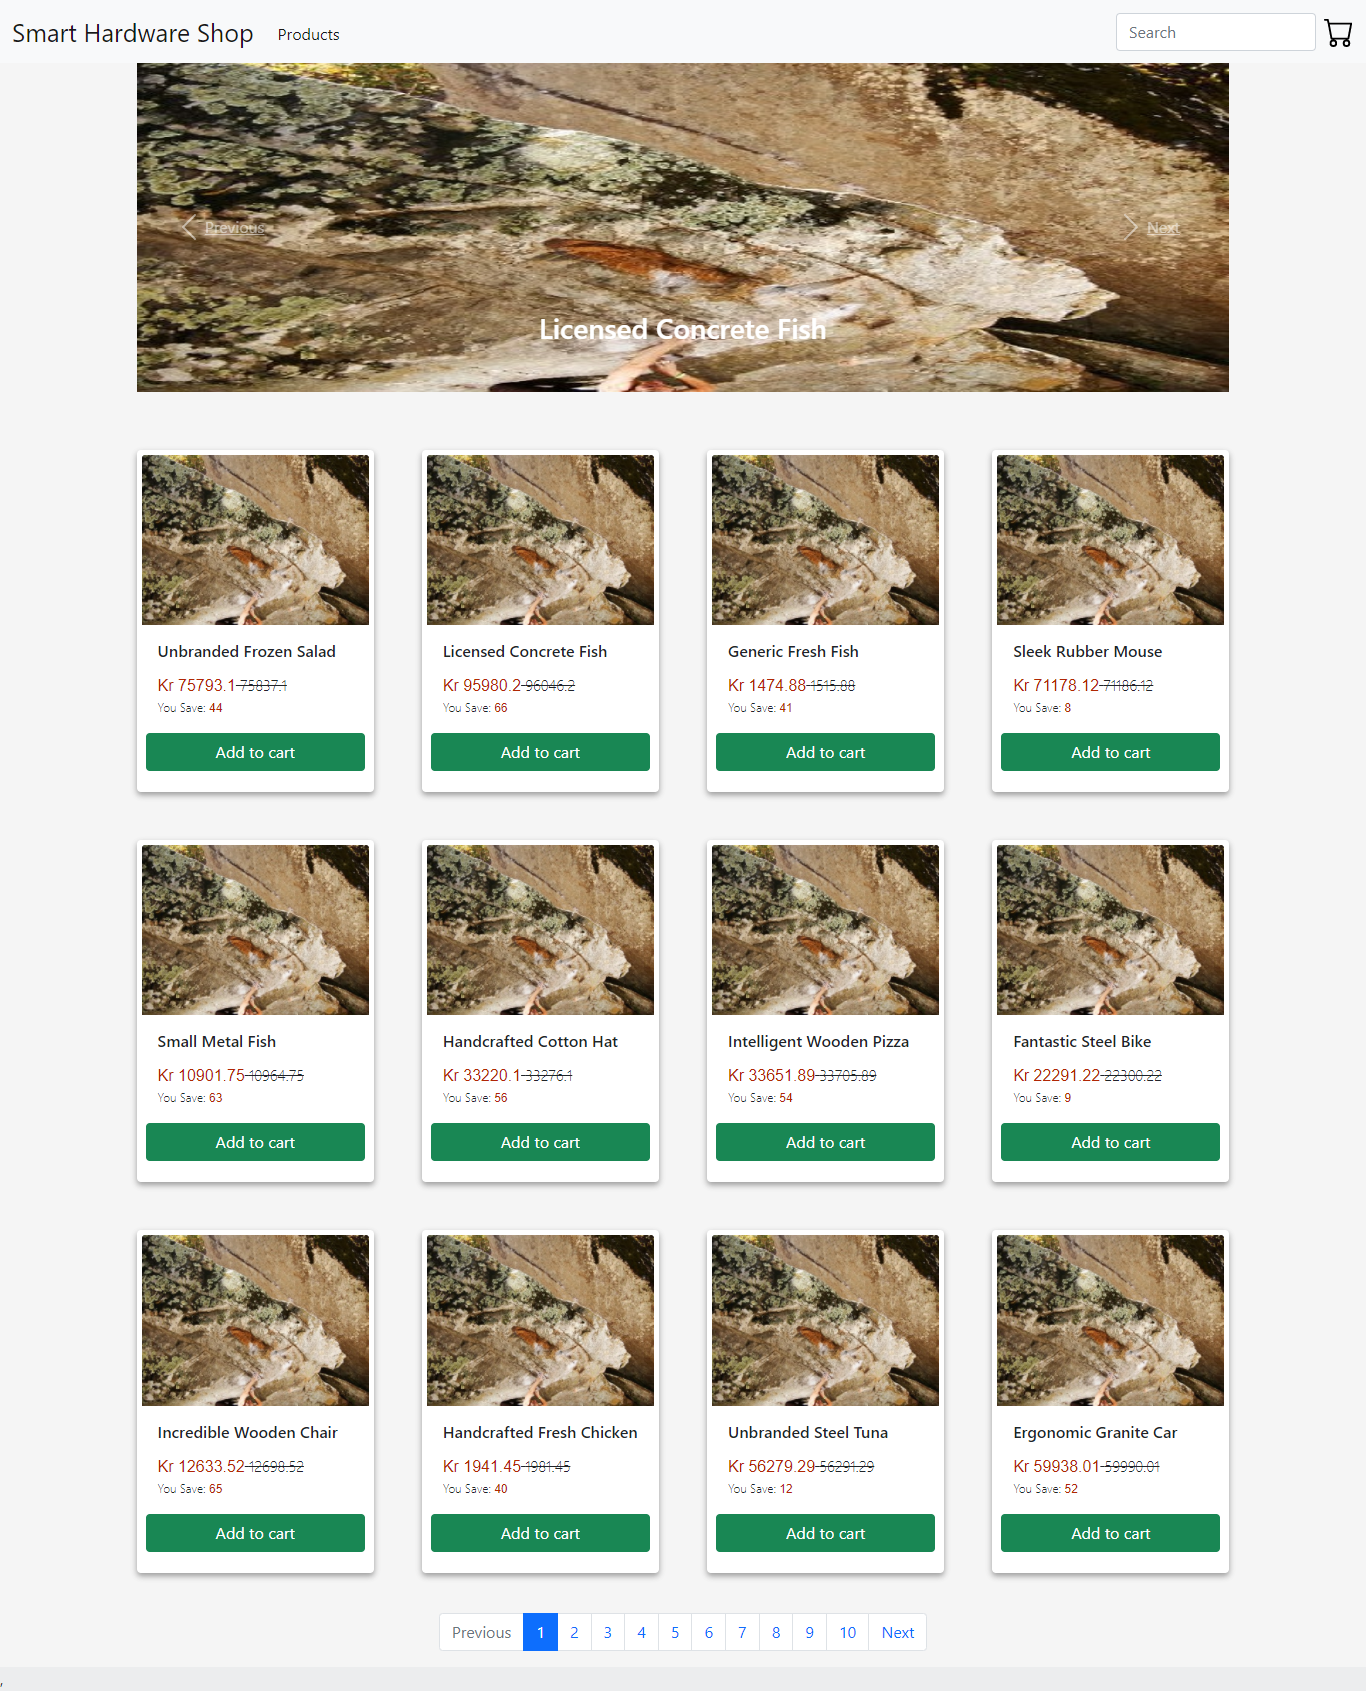 Smart Hardware Shop Products Search
Previous Next
Licensed Concrete Fish
Unbranded Frozen Salad
Kr 75793.1 75837.1
You Save: 44
Add to cart
Licensed Concrete Fish
Kr 95980.2 96046.2
You Save: 66
Add to cart
Generic Fresh Fish
Kr 1474.88 1515.88
You Save: 41
Add to cart
Sleek Rubber Mouse
Kr 71178.12 71186.12
You Save: 8
Add to cart
Small Metal Fish
Kr 10901.75 10964.75
You Save: 63
Add to cart
Handcrafted Cotton Hat
Kr 33220.1 33276.1
You Save: 56
Add to cart
Intelligent Wooden Pizza
Kr 33651.89 33705.89
You Save: 54
Add to cart
Fantastic Steel Bike
Kr 22291.22 22300.22
You Save: 9
Add to cart
Incredible Wooden Chair
Kr 12633.52 12698.52
You Save: 65
Add to cart
Handcrafted Fresh Chicken
Kr 1941.45 1981.45
You Save: 40
Add to cart
Unbranded Steel Tuna
Kr 56279.29 56291.29
You Save: 12
Add to cart
Ergonomic Granite Car
Kr 59938.01 59990.01
You Save: 52
Add to cart
Previous 1 2 3 4 5 6 7 8 9 10 Next
,